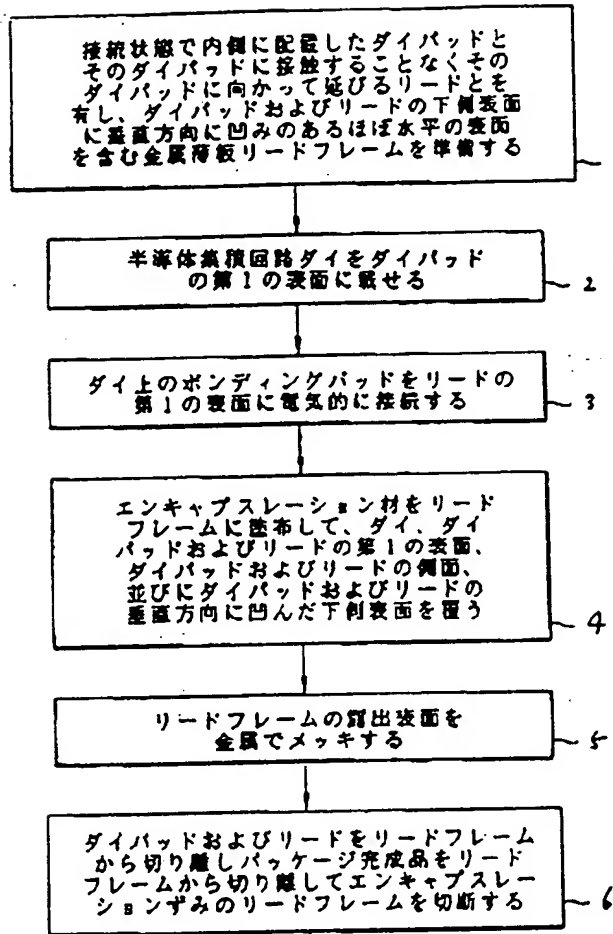 接続状態で内側に配置したダイパッドと
そのダイパッドに接触することなくその
ダイパッドに向かって延びるリードとを
有し、ダイパッドおよびリードの下側表面
に垂直方向に凹みのあるほぼ水平の表面
を含む金属薄板リードフレームを準備する
半導体集積回路ダイをダイパッド
の第1の表面に載せる
2
ダイ上のボンディングパッドをリードの
第1の表面に電気的に接続する
3
エンキャプスレーション材をリード
フレームに塗布して、ダイ、ダイ
パッドおよびリードの第1の表面、
ダイパッドおよびリードの側面、
並びにダイパッドおよびリードの
垂直方向に凹んだ下側表面を覆う
4
リードフレームの露出表面を
金属でメッキする
5
ダイパッドおよびリードをリードフレーム
から切り離しパッケージ完成品をリード
フレームから切り離してエンキャプスレー
ションずみのリードフレームを切断する
6